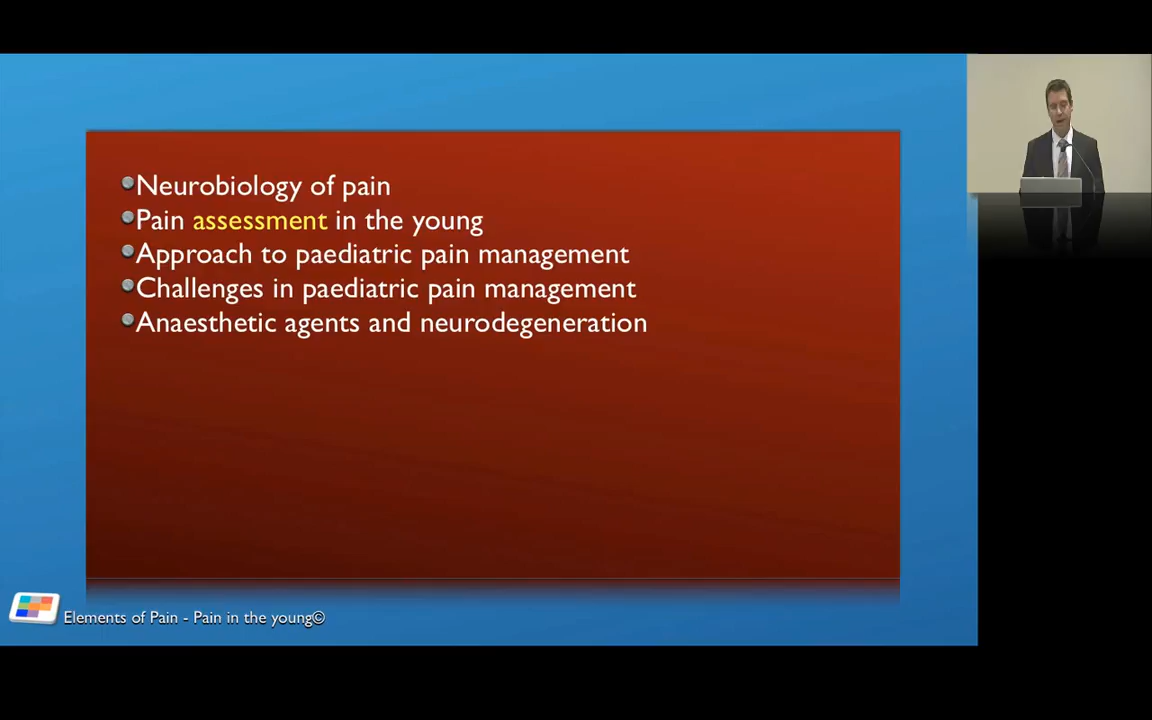 Neurobiology of pain
Pain assessment in the young
Approach to paediatric pain management
Challenges in paediatric pain management
Anaesthetic agents and neurodegeneration
Elements of Pain - Pain in the young©